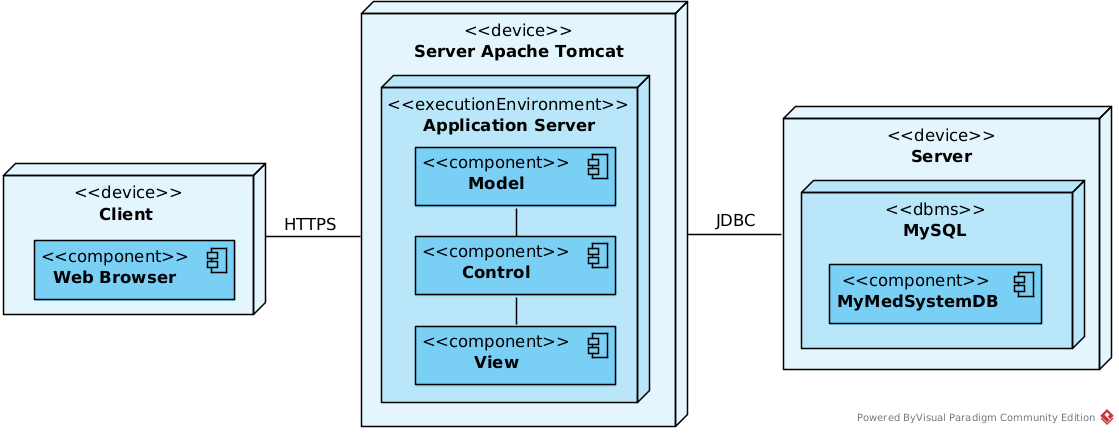 <<device>>
Client
<<component>>
Web Browser
HTTPS
<<device>>
Server Apache Tomcat
<<executionEnvironment>>
Application Server
<<component>>
Model
<<component>>
Control
<<component>>
View
JDBC
<<device>>
Server
<<dbms>>
MySQL
<<component>>
MyMedSystemDB
Powered ByVisual Paradigm Community Edition